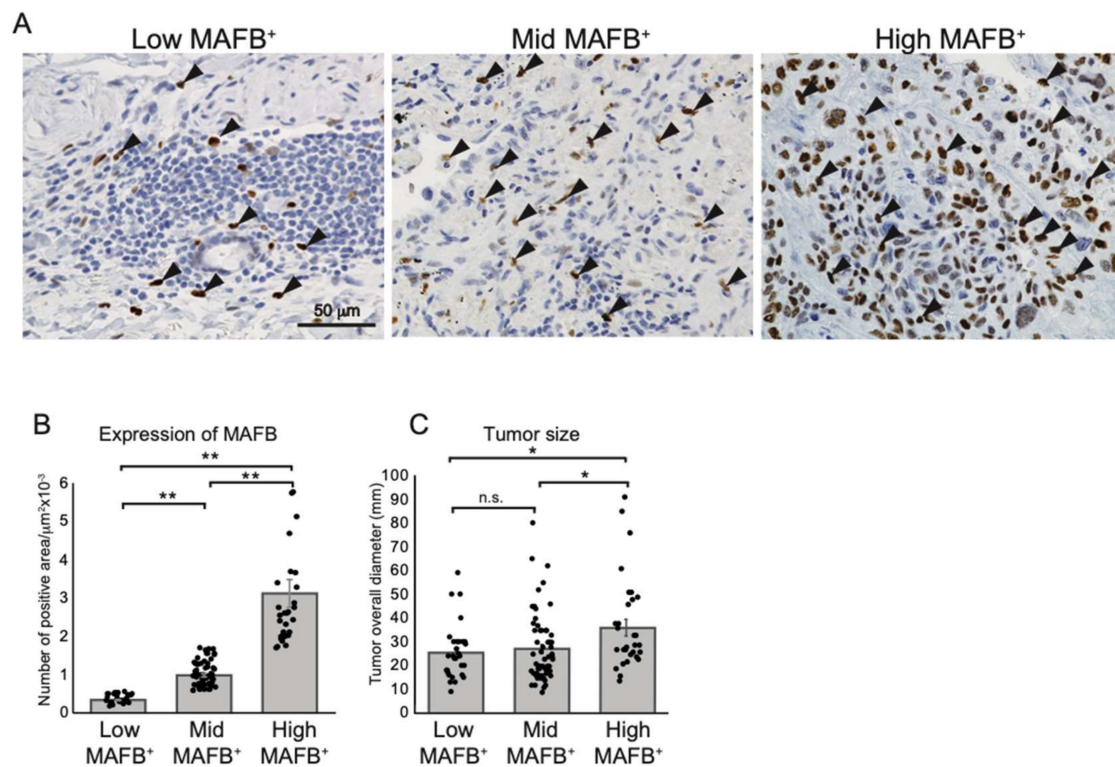 A
Low MAFB⁺
Mid MAFB⁺
High MAFB⁺
50 μm
B
Expression of MAFB
**
**
**
Number of positive area/μm²x10⁻³
6
5
4
3
2
1
0
Low
MAFB⁺
Mid
MAFB⁺
High
MAFB⁺
C
Tumor size
*
*
n.s.
Tumor overall diameter (mm)
100
90
80
70
60
50
40
30
20
10
0
Low
MAFB⁺
Mid
MAFB⁺
High
MAFB⁺